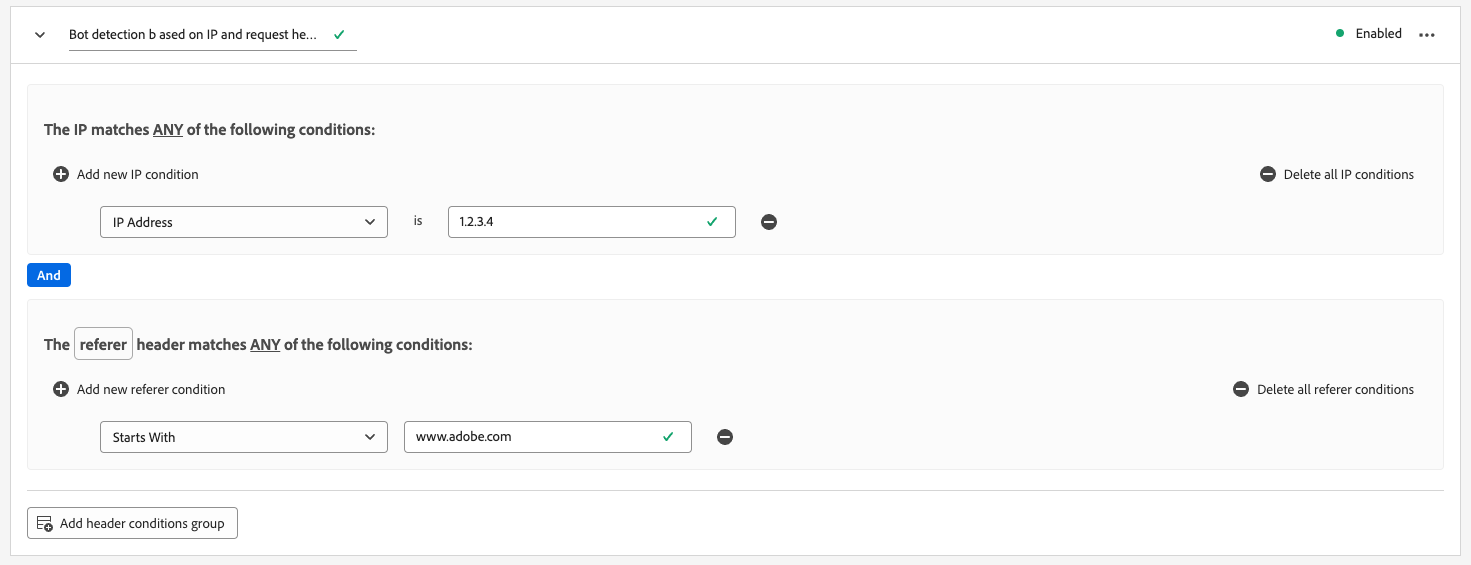 Bot detection b ased on IP and request he... Enabled
The IP matches ANY of the following conditions:
Add new IP condition Delete all IP conditions
IP Address is 1.2.3.4
And
The referer header matches ANY of the following conditions:
Add new referer condition Delete all referer conditions
Starts With www.adobe.com
Add header conditions group